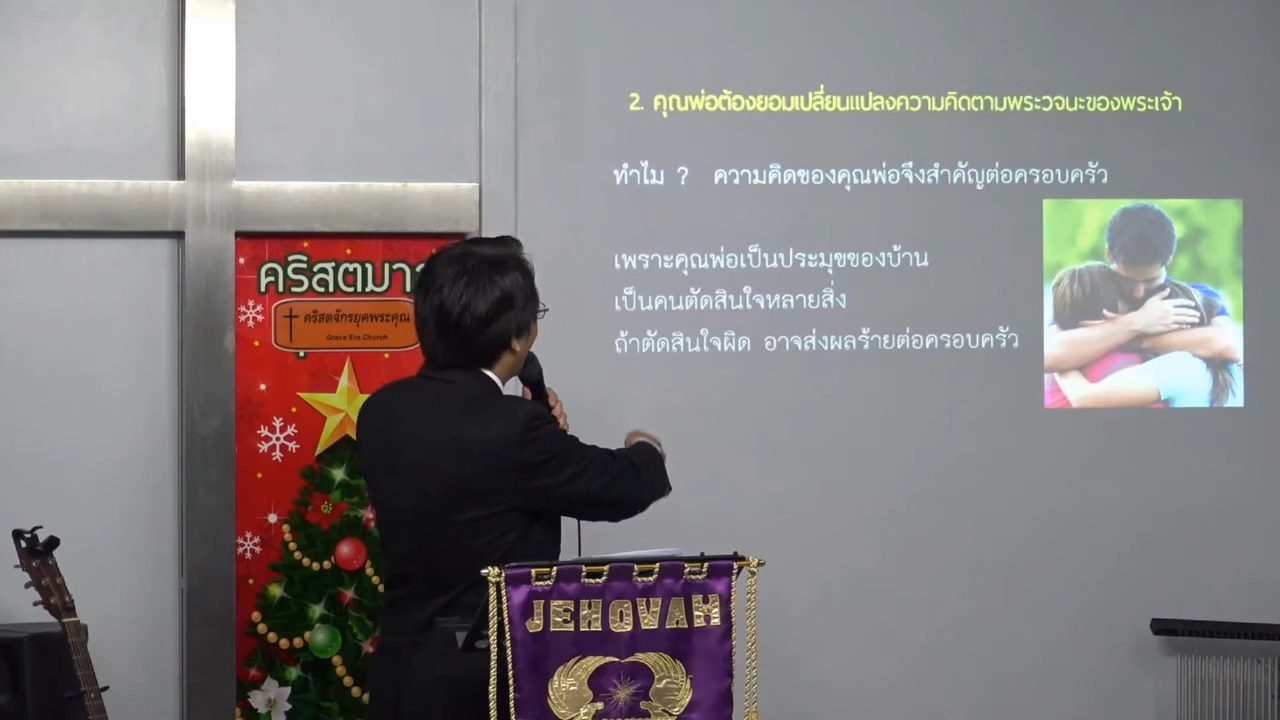 2. คุณพ่อต้องยอมเปลี่ยนแปลงความคิดตามพระวจนะของพระเจ้า
ทำไม ? ความคิดของคุณพ่อจึงสำคัญต่อครอบครัว
เพราะคุณพ่อเป็นประมุขของบ้าน
เป็นคนตัดสินใจหลายสิ่ง
ถ้าตัดสินใจผิด อาจส่งผลร้ายต่อครอบครัว
คริสตมา
คริสตจักรยุคพระคุณ
Grace Era Church
JEHOVAH